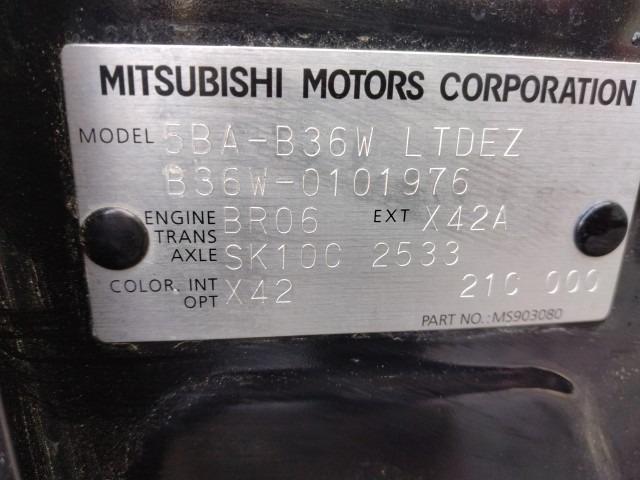 MITSUBISHI MOTORS CORPORATION
MODEL 5BA-B36W LTDEZ
B36W-0101976
ENGINE BR06 EXT X42A
TRANS AXLE SK10C 2533
COLOR, INT OPT X42 21C 000
PART NO.: MS903080